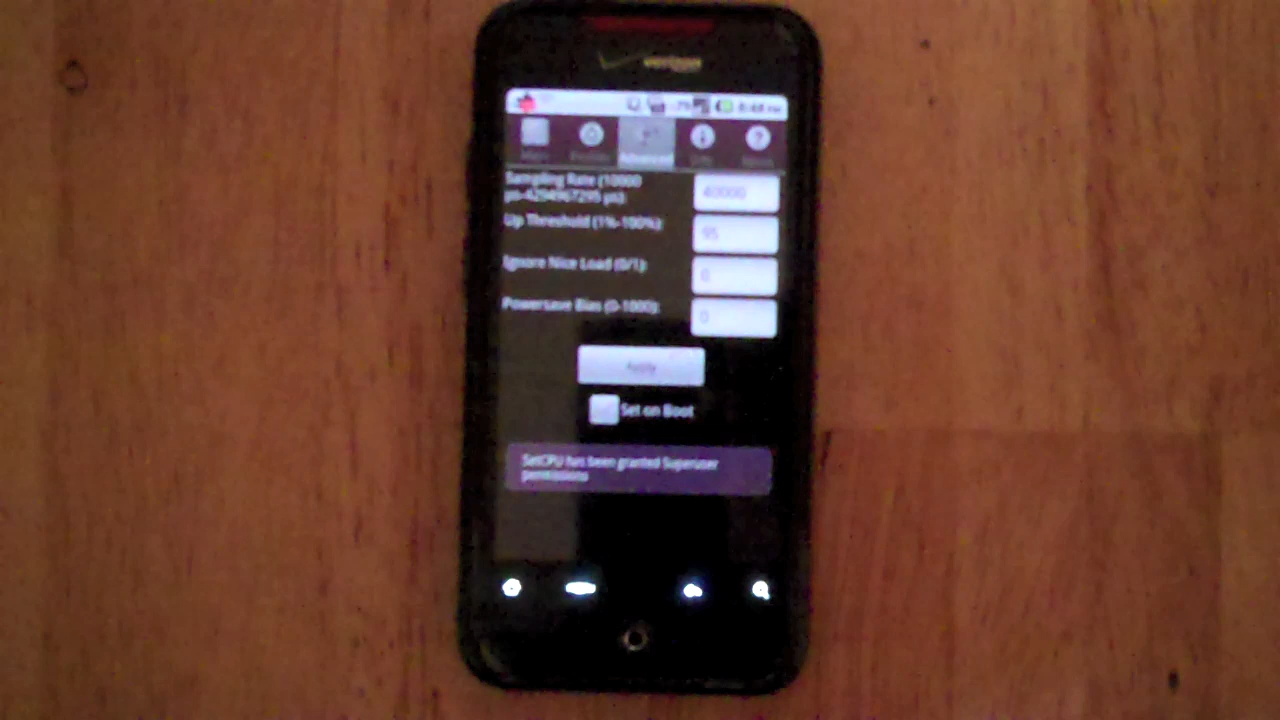 verizon
Advanced
Sampling Rate (10000
µs-4294967295 µs):
40000
Up Threshold (1%-100%):
95
Ignore Nice Load (0/1):
0
Powersave Bias (0-1000):
0
Apply
Set on Boot
SetCPU has been granted Superuser
permissions